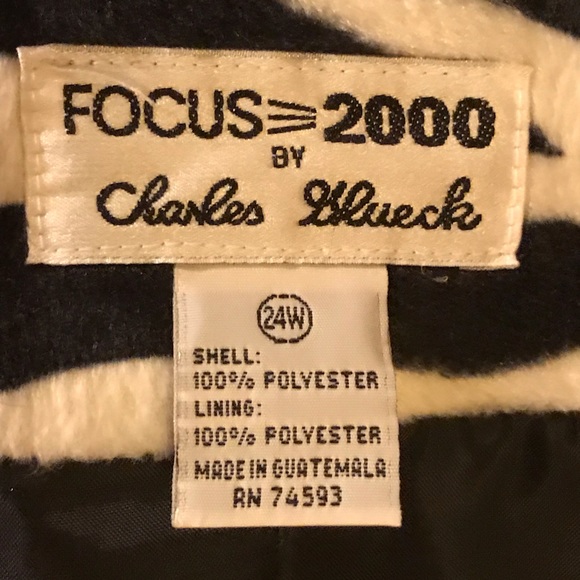 FOCUS 2000
BY
Charles Glueck
24W
SHELL:
100% POLYESTER
LINING:
100% POLYESTER
MADE IN GUATEMALA
RN 74593